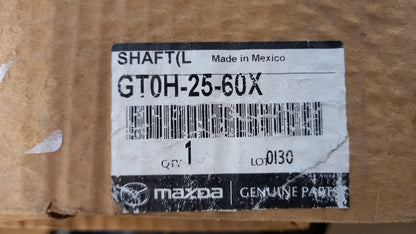 SHAFT(L Made in Mexico
GT0H-25-60X
QTY 1 LOT 0130
mazda GENUINE PARTS